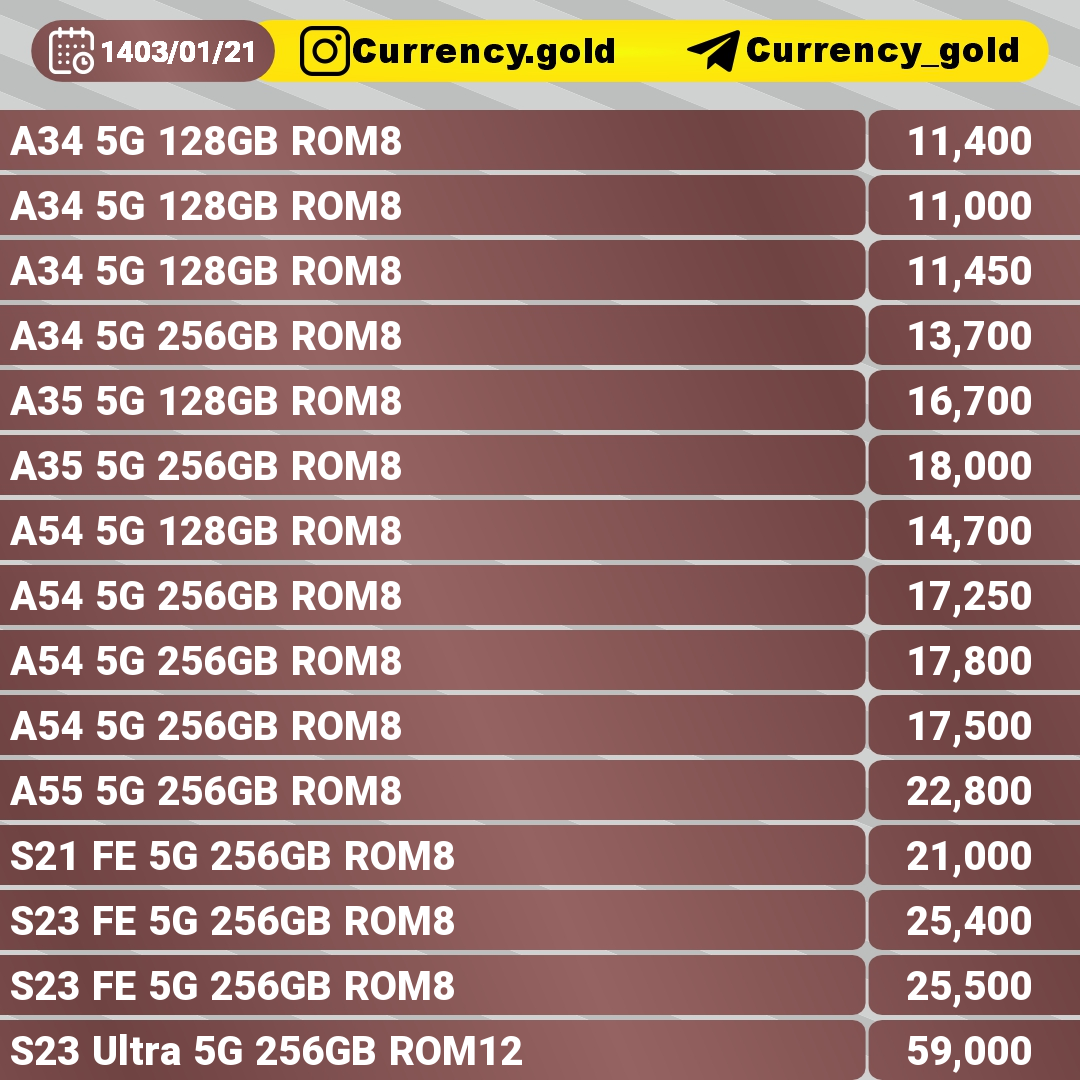 1403/01/21 Currency.gold Currency_gold
A34 5G 128GB ROM8 11,400
A34 5G 128GB ROM8 11,000
A34 5G 128GB ROM8 11,450
A34 5G 256GB ROM8 13,700
A35 5G 128GB ROM8 16,700
A35 5G 256GB ROM8 18,000
A54 5G 128GB ROM8 14,700
A54 5G 256GB ROM8 17,250
A54 5G 256GB ROM8 17,800
A54 5G 256GB ROM8 17,500
A55 5G 256GB ROM8 22,800
S21 FE 5G 256GB ROM8 21,000
S23 FE 5G 256GB ROM8 25,400
S23 FE 5G 256GB ROM8 25,500
S23 Ultra 5G 256GB ROM12 59,000